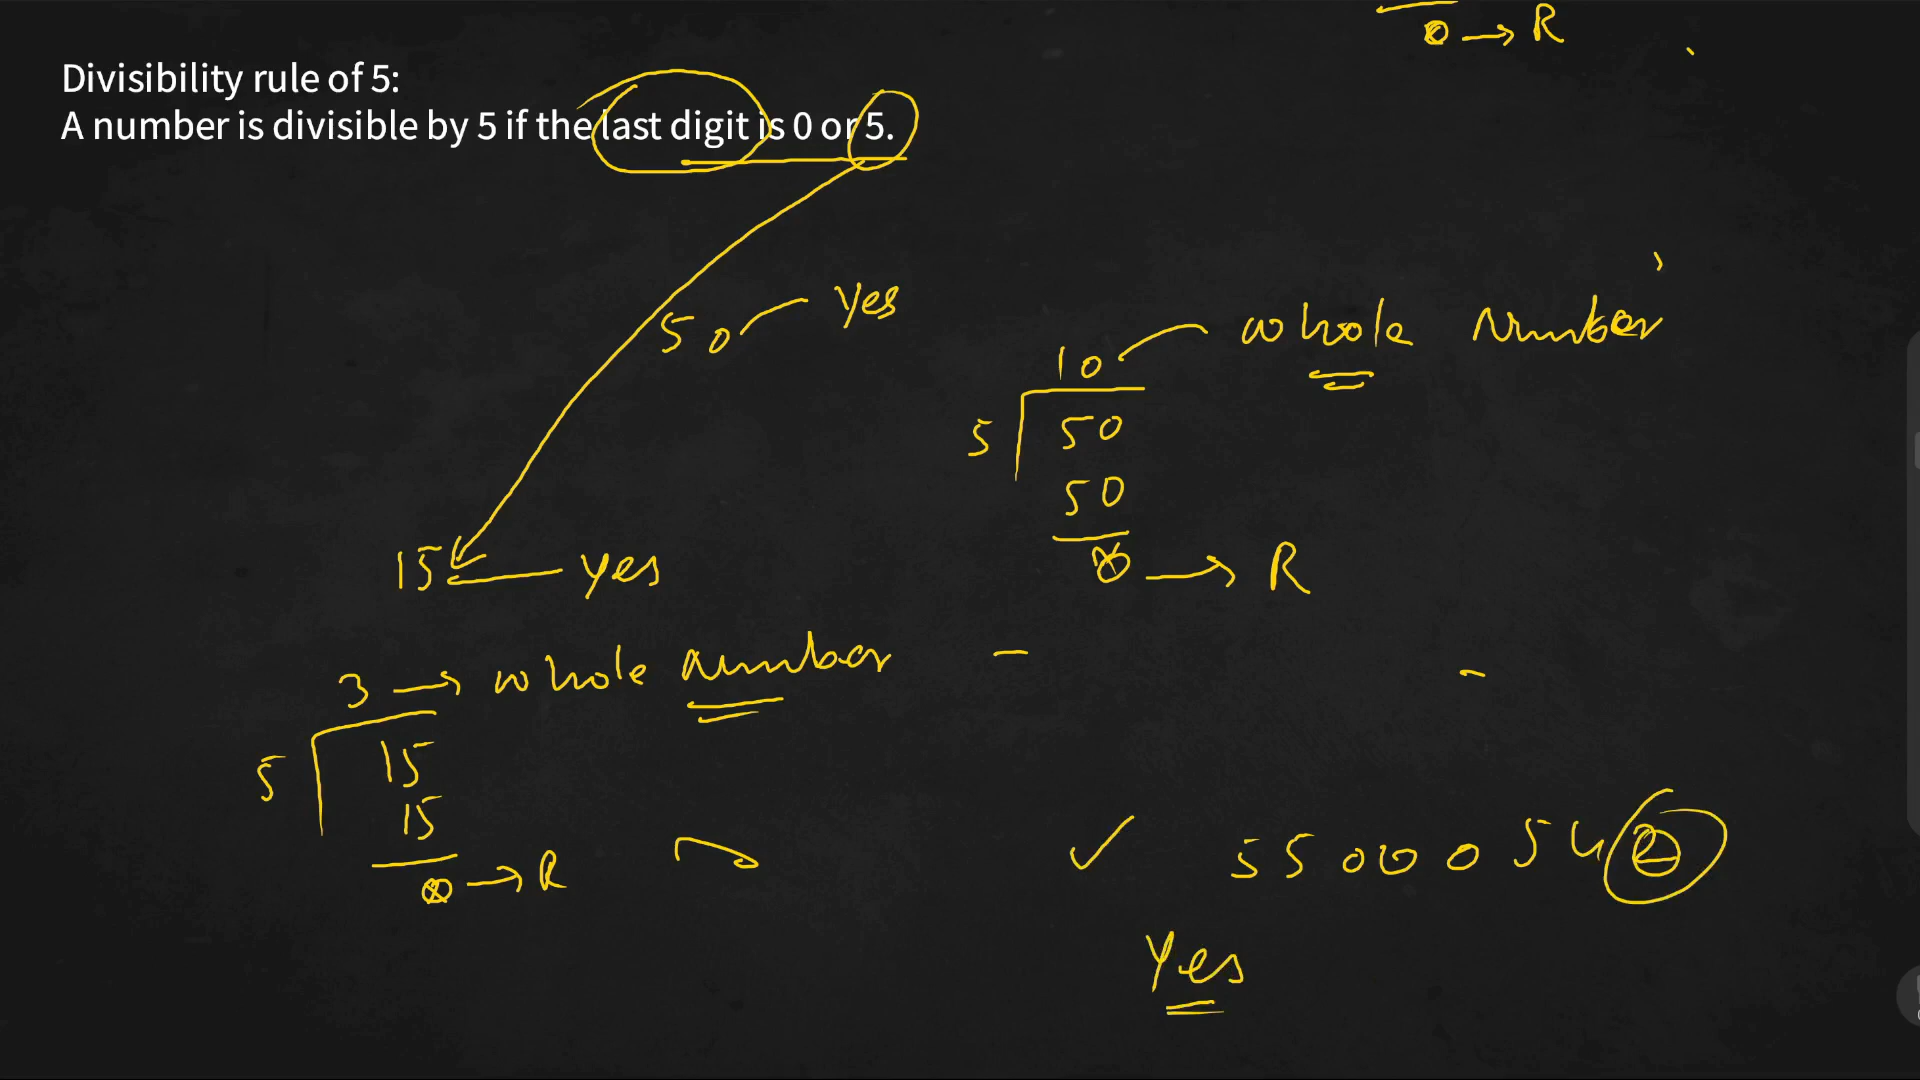 0 → R
Divisibility rule of 5:
A number is divisible by 5 if the last digit is 0 or 5.
50 yes
10 whole Number
5 50
50
0 → R
15 yes
3 → whole number
5 15
15
0 → R
✓ 55000540
Yes